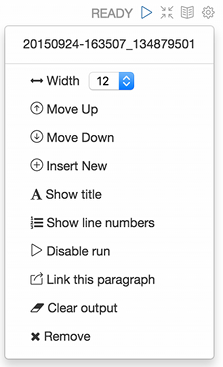 READY
20150924-163507_134879501
Width 12
Move Up
Move Down
Insert New
Show title
Show line numbers
Disable run
Link this paragraph
Clear output
Remove